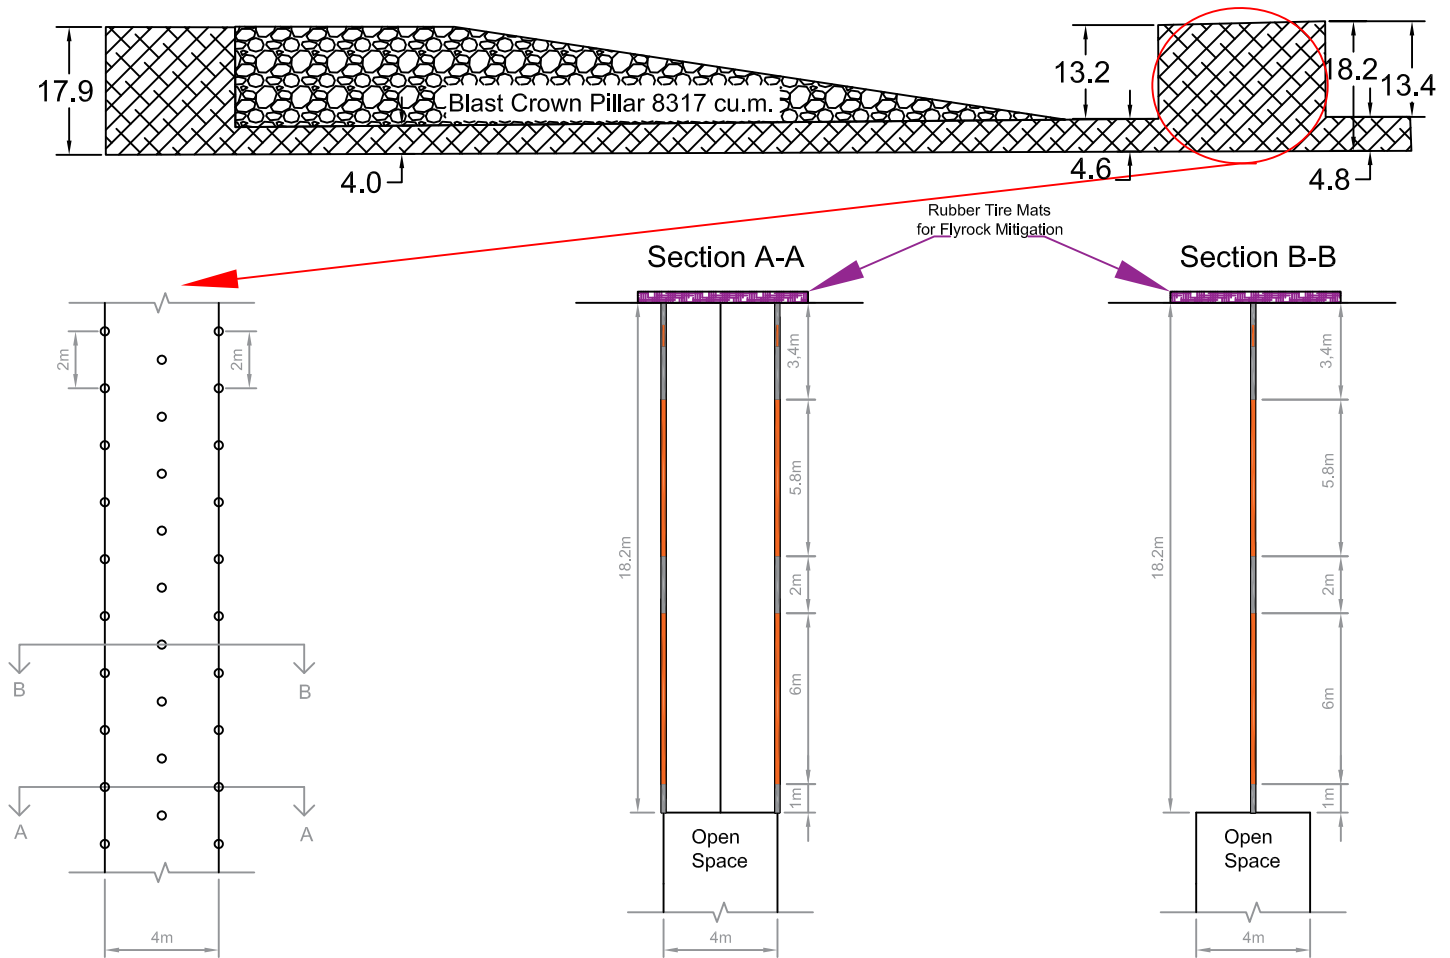 17.9
Blast Crown Pillar 8317 cu.m.
13.2
18.2
13.4
4.0
4.6
4.8
Rubber Tire Mats
for Flyrock Mitigation
Section A-A
Section B-B
2m
2m
3,4m
3,4m
5.8m
5.8m
18.2m
18.2m
2m
2m
B
B
6m
6m
1m
1m
A
A
Open
Space
Open
Space
4m
4m
4m